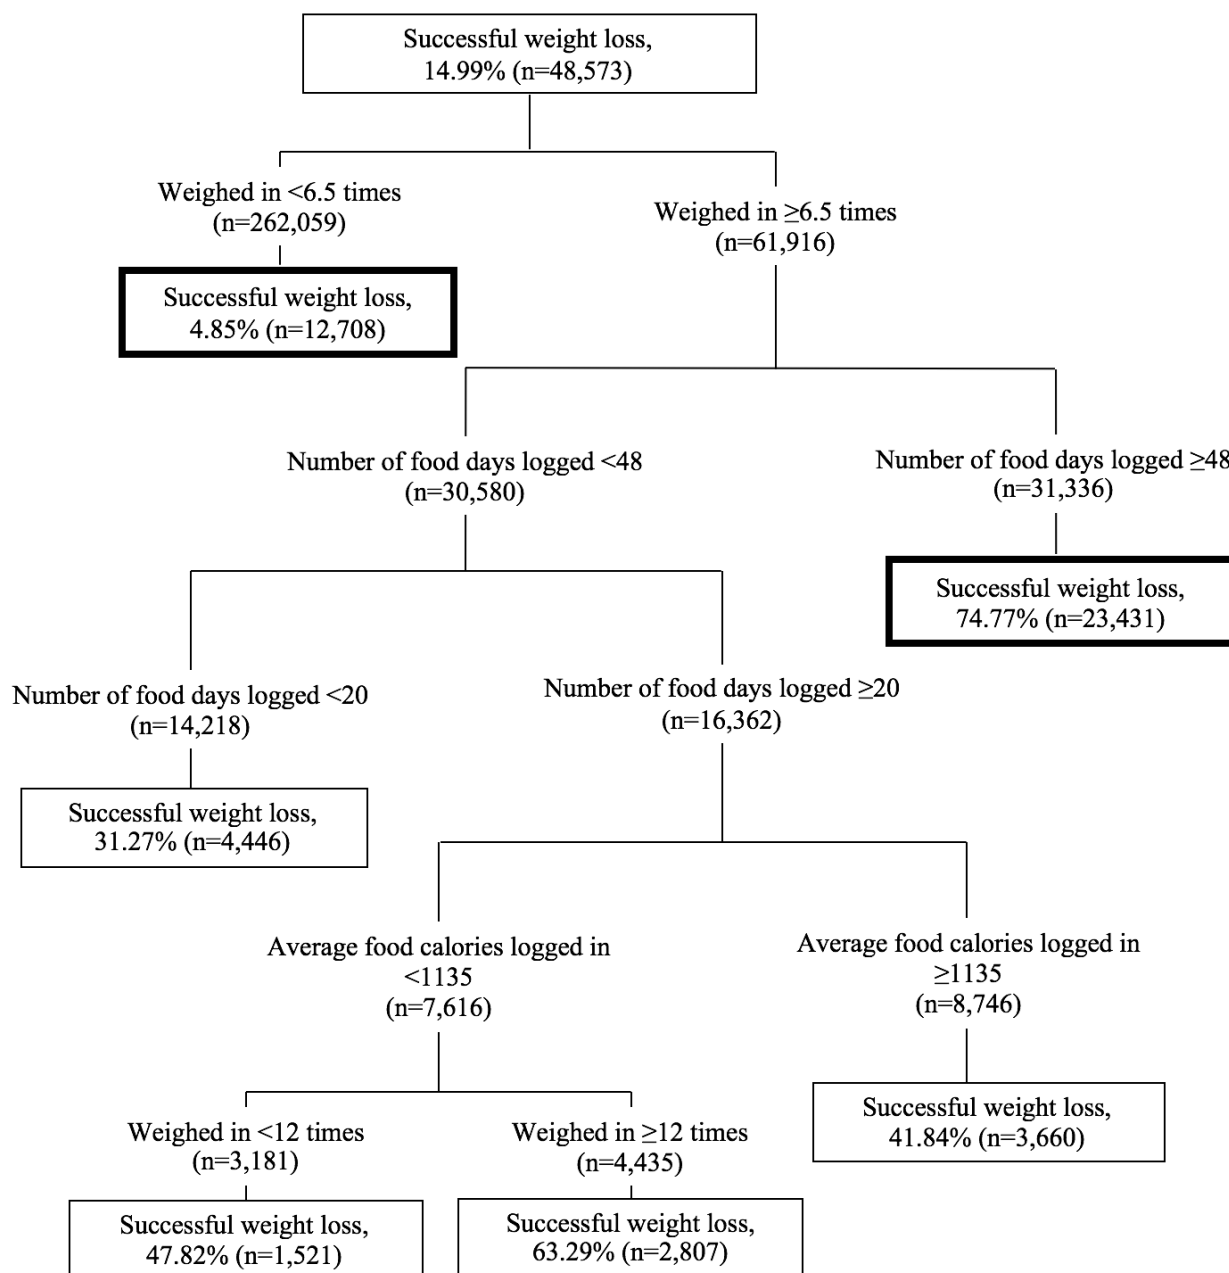 Successful weight loss,
14.99% (n=48,573)
Weighed in <6.5 times
(n=262,059)
Weighed in ≥6.5 times
(n=61,916)
Successful weight loss,
4.85% (n=12,708)
Number of food days logged <48
(n=30,580)
Number of food days logged ≥48
(n=31,336)
Successful weight loss,
74.77% (n=23,431)
Number of food days logged <20
(n=14,218)
Number of food days logged ≥20
(n=16,362)
Successful weight loss,
31.27% (n=4,446)
Average food calories logged in
<1135
(n=7,616)
Average food calories logged in
≥1135
(n=8,746)
Successful weight loss,
41.84% (n=3,660)
Weighed in <12 times
(n=3,181)
Weighed in ≥12 times
(n=4,435)
Successful weight loss,
47.82% (n=1,521)
Successful weight loss,
63.29% (n=2,807)